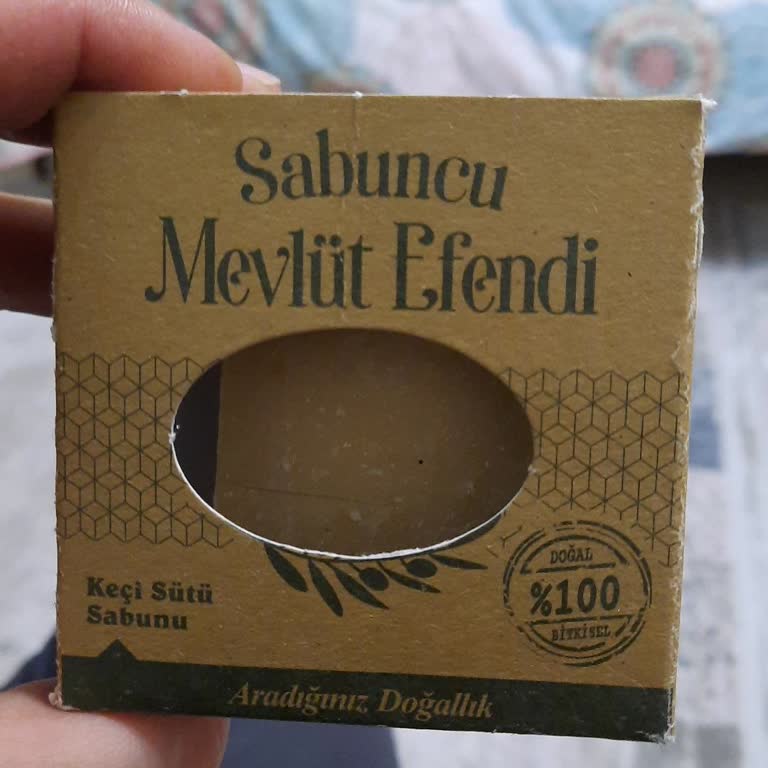 Sabuncu
Mevlüt Efendi
Keçi Sütü
Sabunu
DOĞAL
%100
BİTKİSEL
Aradığınız Doğallık